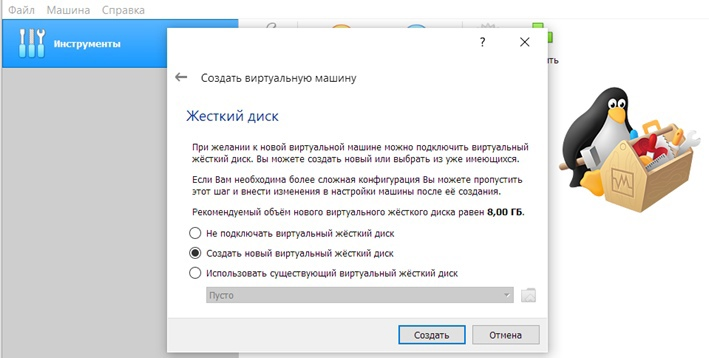 Файл Машина Справка
Инструменты
?
Создать виртуальную машину
Жесткий диск
При желании к новой виртуальной машине можно подключить виртуальный
жёсткий диск. Вы можете создать новый или выбрать из уже имеющихся.
Если Вам необходима более сложная конфигурация Вы можете пропустить
этот шаг и внести изменения в настройки машины после её создания.
Рекомендуемый объём нового виртуального жёсткого диска равен 8,00 ГБ.
Не подключать виртуальный жёсткий диск
Создать новый виртуальный жёсткий диск
Использовать существующий виртуальный жёсткий диск
Пусто
Создать Отмена